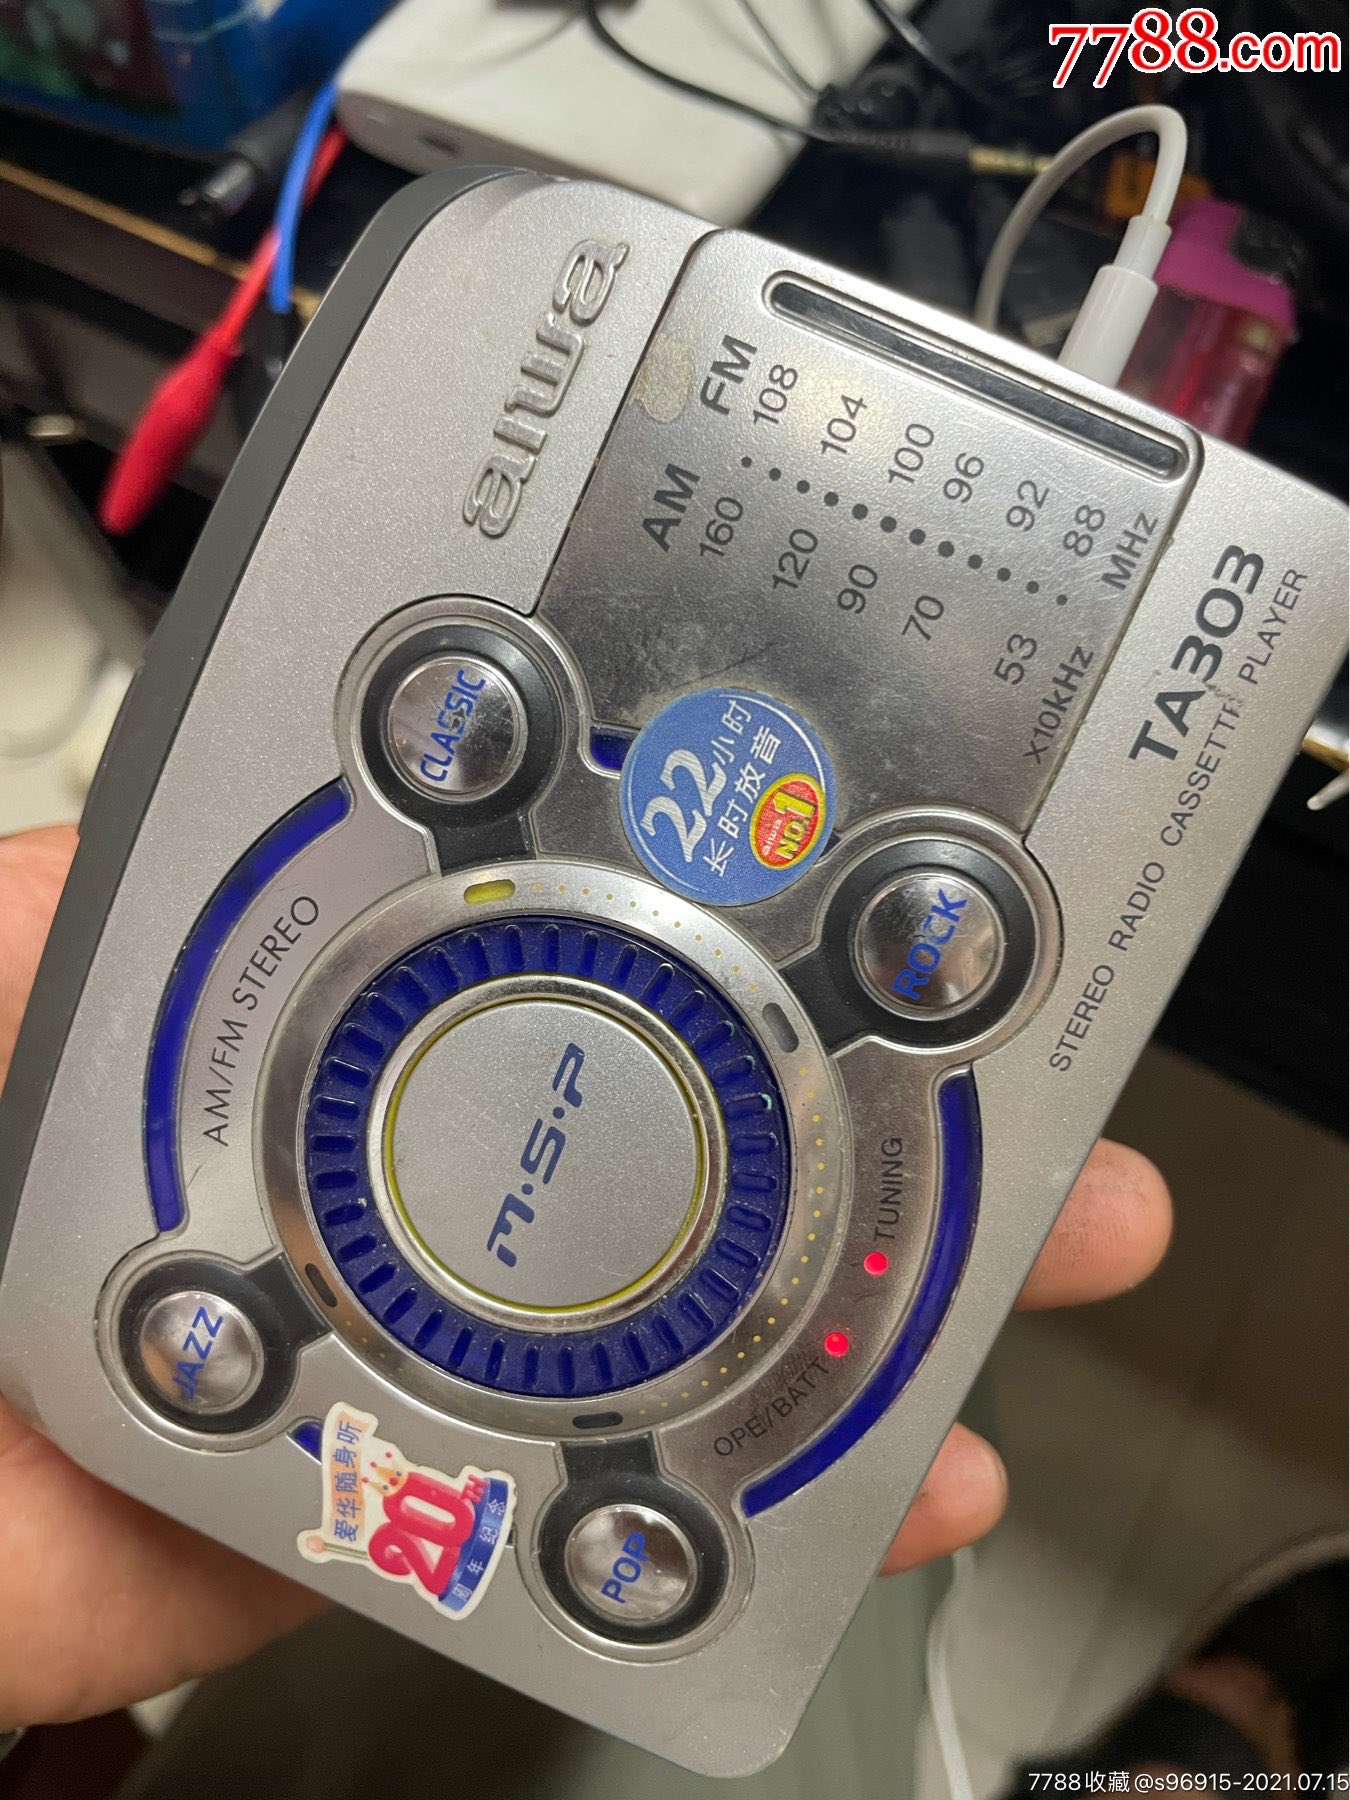 7788.com
aiwa
FM 108 104 100 96 92 88 MHz
AM 160 120 90 70 53 X10kHz
TA303
STEREO RADIO CASSETTE PLAYER
CLASSIC
22小时
长时放音
NO.1
ROCK
AM/FM STEREO
M·S·P
TUNING
OPE/BATT
JAZZ
POP
爱华随身听
20TH
周年纪念
7788收藏@s96915-2021.07.15